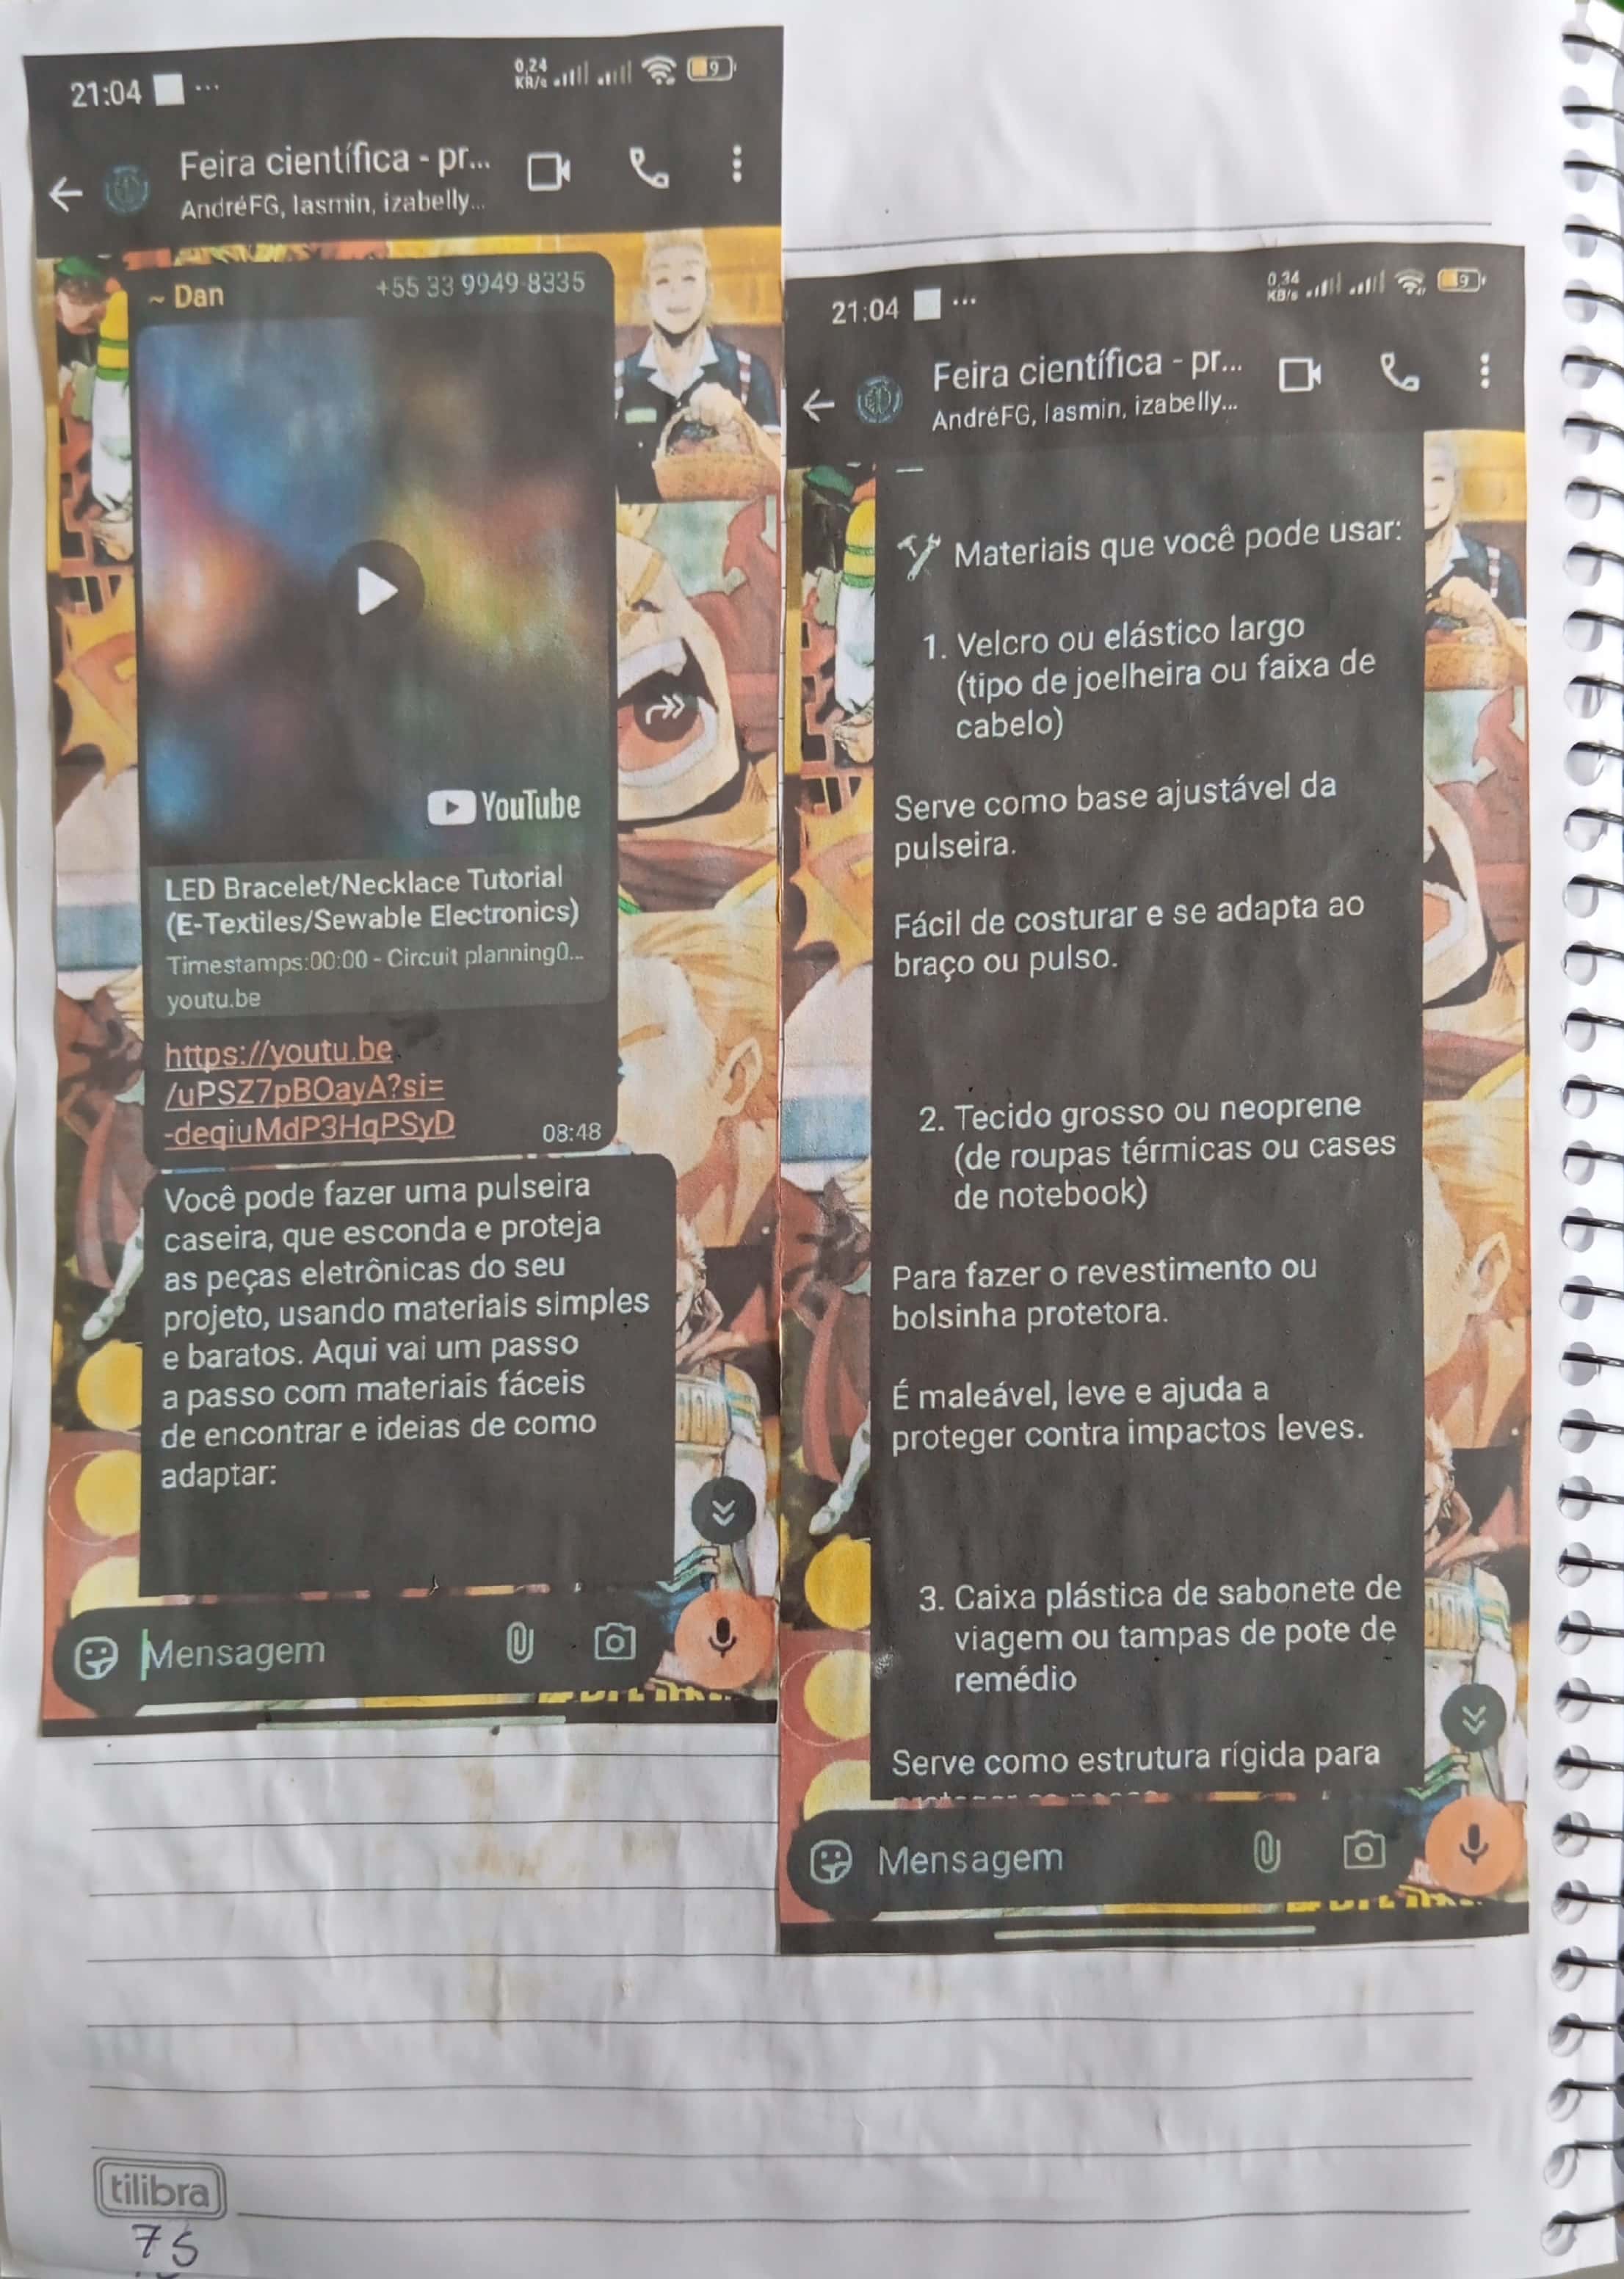 21:04 ...
0,24
KB/s
9
Feira científica - pr...
AndréFG, Iasmin, izabelly...
~ Dan +55 33 9949-8335
YouTube
LED Bracelet/Necklace Tutorial
(E-Textiles/Sewable Electronics)
Timestamps:00:00 - Circuit planning0...
youtu.be
https://youtu.be
/uPSZ7pBOayA?si=
-deqiuMdP3HqPSyD
08:48
Você pode fazer uma pulseira
caseira, que esconda e proteja
as peças eletrônicas do seu
projeto, usando materiais simples
e baratos. Aqui vai um passo
a passo com materiais fáceis
de encontrar e ideias de como
adaptar:
Mensagem
21:04 ...
0,34
KB/s
9
Feira científica - pr...
AndréFG, Iasmin, izabelly...
Materiais que você pode usar:
1. Velcro ou elástico largo
(tipo de joelheira ou faixa de
cabelo)
Serve como base ajustável da
pulseira.
Fácil de costurar e se adapta ao
braço ou pulso.
2. Tecido grosso ou neoprene
(de roupas térmicas ou cases
de notebook)
Para fazer o revestimento ou
bolsinha protetora.
É maleável, leve e ajuda a
proteger contra impactos leves.
3. Caixa plástica de sabonete de
viagem ou tampas de pote de
remédio
Serve como estrutura rígida para
Mensagem
tilibra
75